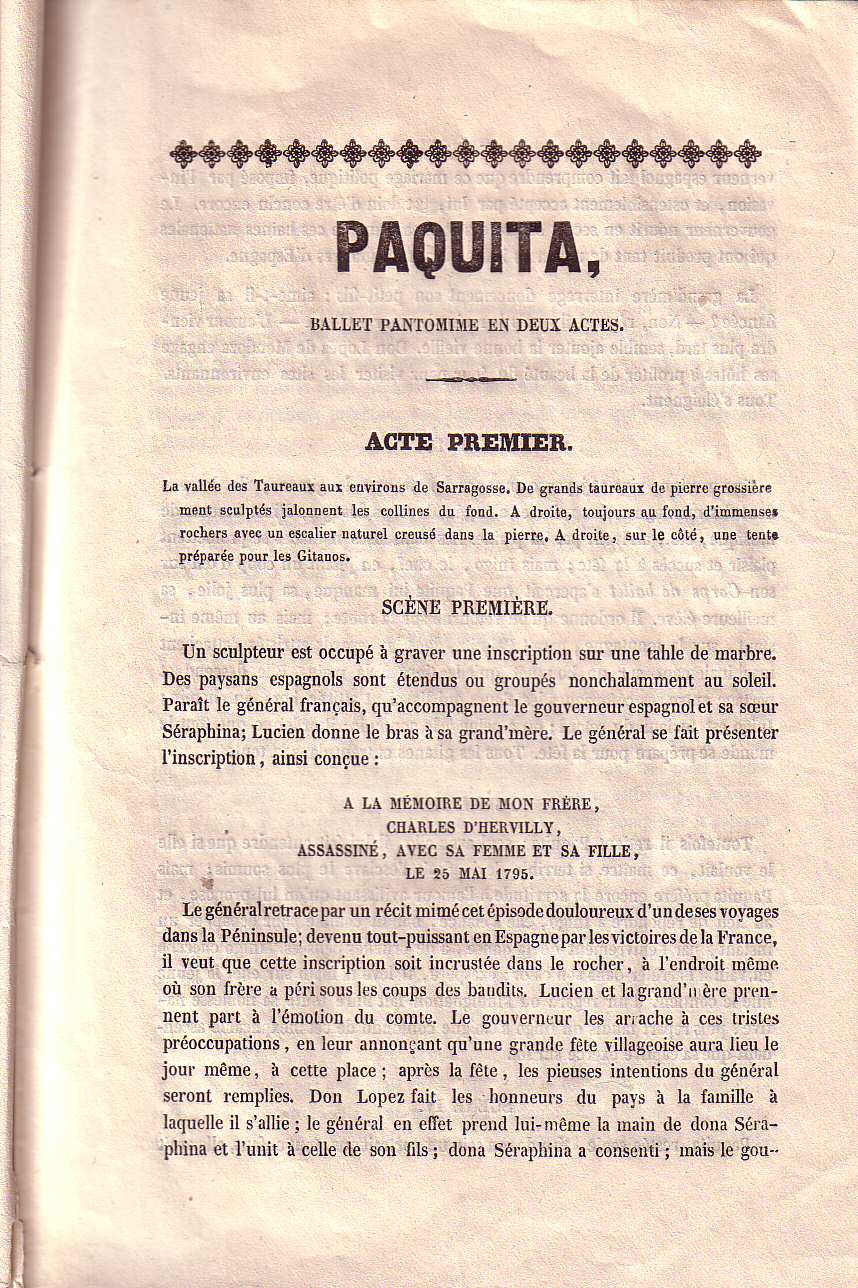 PAQUITA,
BALLET PANTOMIME EN DEUX ACTES.
ACTE PREMIER.
La vallée des Taureaux aux environs de Sarragosse. De grands taureaux de pierre grossière
ment sculptés jalonnent les collines du fond. A droite, toujours au fond, d'immenses
rochers avec un escalier naturel creusé dans la pierre. A droite, sur le côté, une tente
préparée pour les Gitanos.
SCÈNE PREMIÈRE.
Un sculpteur est occupé à graver une inscription sur une table de marbre.
Des paysans espagnols sont étendus ou groupés nonchalamment au soleil.
Paraît le général français, qu'accompagnent le gouverneur espagnol et sa sœur
Séraphina; Lucien donne le bras à sa grand'mère. Le général se fait présenter
l'inscription, ainsi conçue :
A LA MÉMOIRE DE MON FRÈRE,
CHARLES D'HERVILLY,
ASSASSINÉ, AVEC SA FEMME ET SA FILLE,
LE 25 MAI 1795.
Le général retrace par un récit mimé cet épisode douloureux d'un de ses voyages
dans la Péninsule; devenu tout-puissant en Espagne par les victoires de la France,
il veut que cette inscription soit incrustée dans le rocher, à l'endroit même
où son frère a péri sous les coups des bandits. Lucien et la grand'mère pren-
nent part à l'émotion du comte. Le gouverneur les arrache à ces tristes
préoccupations, en leur annonçant qu'une grande fête villageoise aura lieu le
jour même, à cette place; après la fête, les pieuses intentions du général
seront remplies. Don Lopez fait les honneurs du pays à la famille à
laquelle il s'allie; le général en effet prend lui-même la main de dona Séra-
phina et l'unit à celle de son fils; dona Séraphina a consenti; mais le gou-